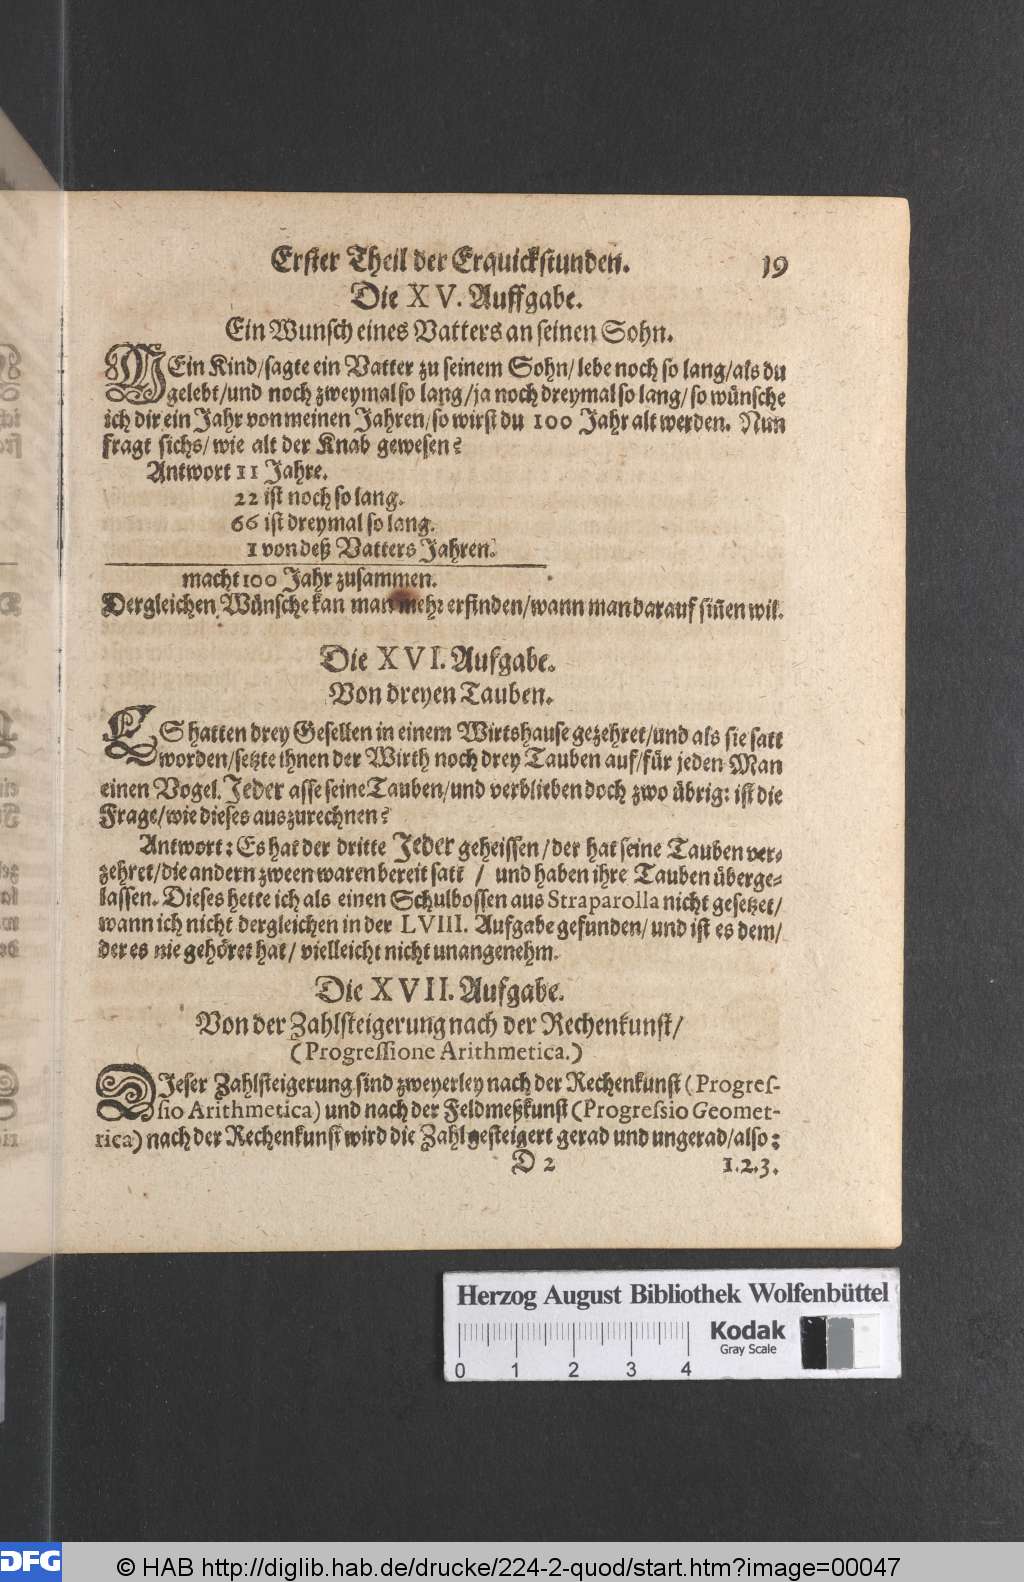 Erster Theil der Erquickstunden. 19
Die XV. Auffgabe.
Ein Wunsch eines Vatters an seinen Sohn.
MEin Kind/sagte ein Vatter zu seinem Sohn/ lebe noch so lang/als du
gelebt/und noch zweymal so lang/ja noch dreymal so lang/ so wünsche
ich dir ein Jahr von meinen Jahren/so wirst du 100 Jahr alt werden. Nun
fragt sichs/ wie alt der Knab gewesen?
Antwort 11 Jahre.
22 ist noch so lang.
66 ist dreymal so lang.
1 von deß Vatters Jahren.
macht 100 Jahr zusammen.
Dergleichen Wünsche kan man mehr erfinden/wann man darauf siñen wil.
Die XVI. Aufgabe.
Von dreyen Tauben.
ES hatten drey Gesellen in einem Wirtshause gezehret/und als sie satt
worden/setzte ihnen der Wirth noch drey Tauben auf/für jeden Man
einen Vogel. Jeder asse seine Tauben/und verblieben doch zwo übrig: ist die
Frage/wie dieses auszurechnen?
Antwort: Es hat der dritte Jeder geheissen/der hat seine Tauben ver-
zehret/die andern zween waren bereit satt / und haben ihre Tauben überge-
lassen. Dieses hette ich als einen Schulbossen aus Straparolla nicht gesetzet/
wann ich nicht dergleichen in der LVIII. Aufgabe gefunden/ und ist es dem/
der es nie gehöret hat/ vielleicht nicht unangenehm.
Die XVII. Aufgabe.
Von der Zahlsteigerung nach der Rechenkunst/
(Progressione Arithmetica.)
DIeser Zahlsteigerung sind zweyerley nach der Rechenkunst (Progres-
sio Arithmetica) und nach der Feldmeßkunst (Progressio Geomet-
rica) nach der Rechenkunst wird die Zahl gesteigert gerad und ungerad/also:
D 2 1.2.3.
Herzog August Bibliothek Wolfenbüttel
Kodak
Gray Scale
0 1 2 3 4
DFG © HAB http://diglib.hab.de/drucke/224-2-quod/start.htm?image=00047